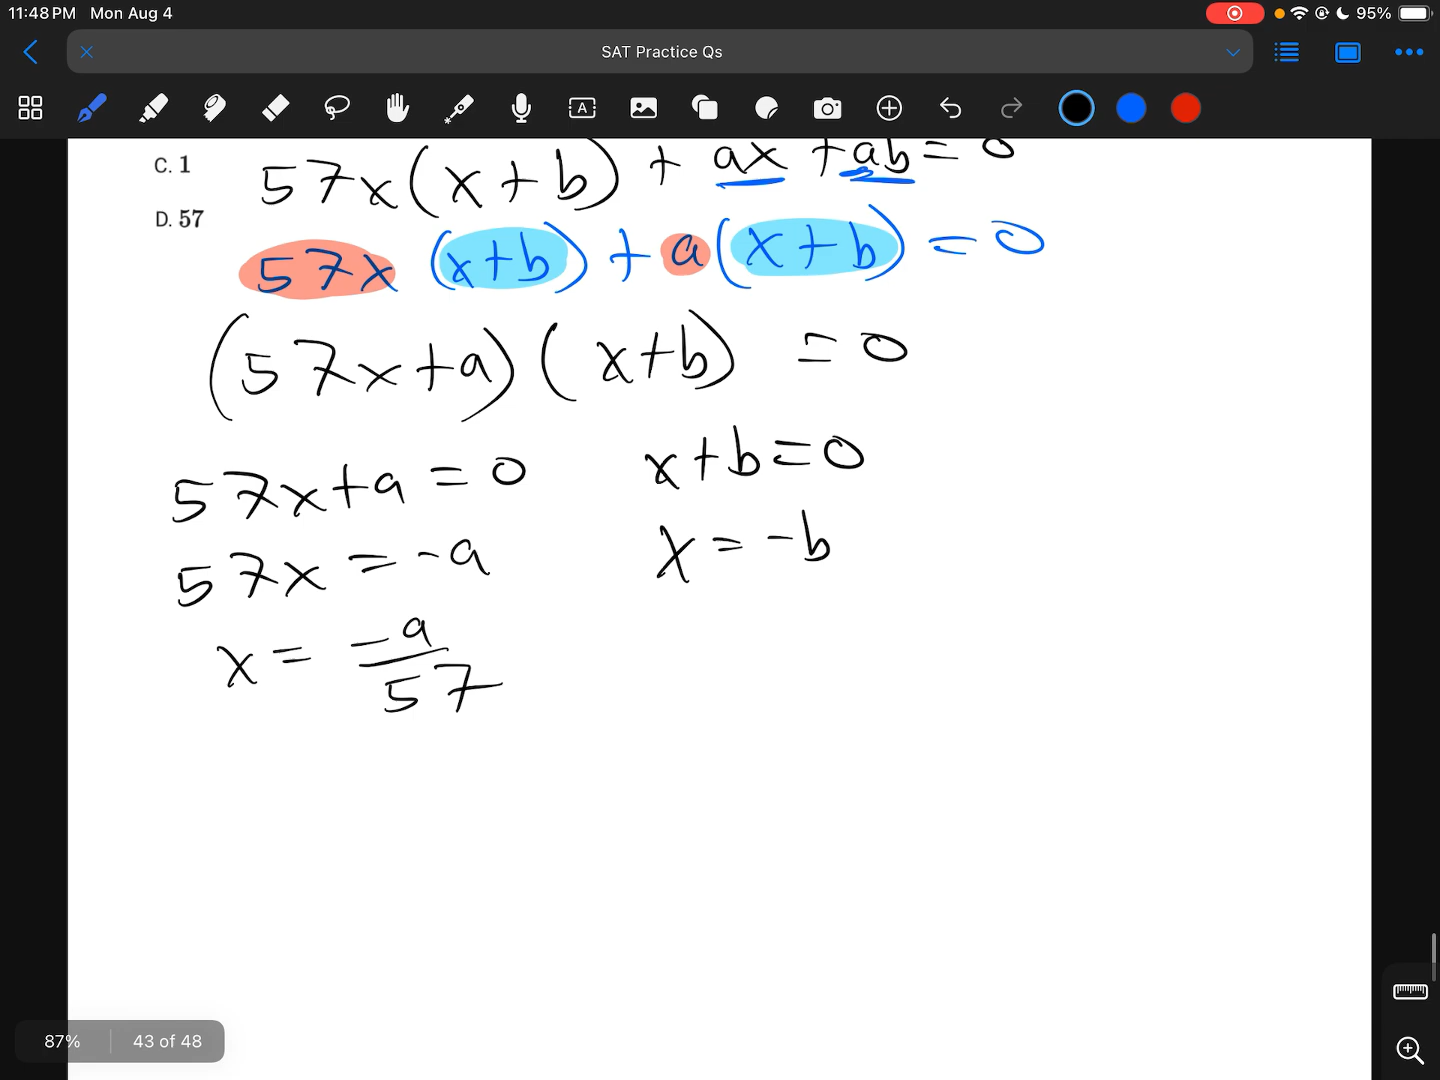 11:48 PM Mon Aug 4 95%
SAT Practice Qs
A
C. 1
57x(x+b) + ax + ab = 0
D. 57
57x (x+b) + a(x+b) = 0
(57x+a)(x+b) = 0
57x+a = 0
x+b=0
57x = -a
x = -b
x = -a/57
87% 43 of 48